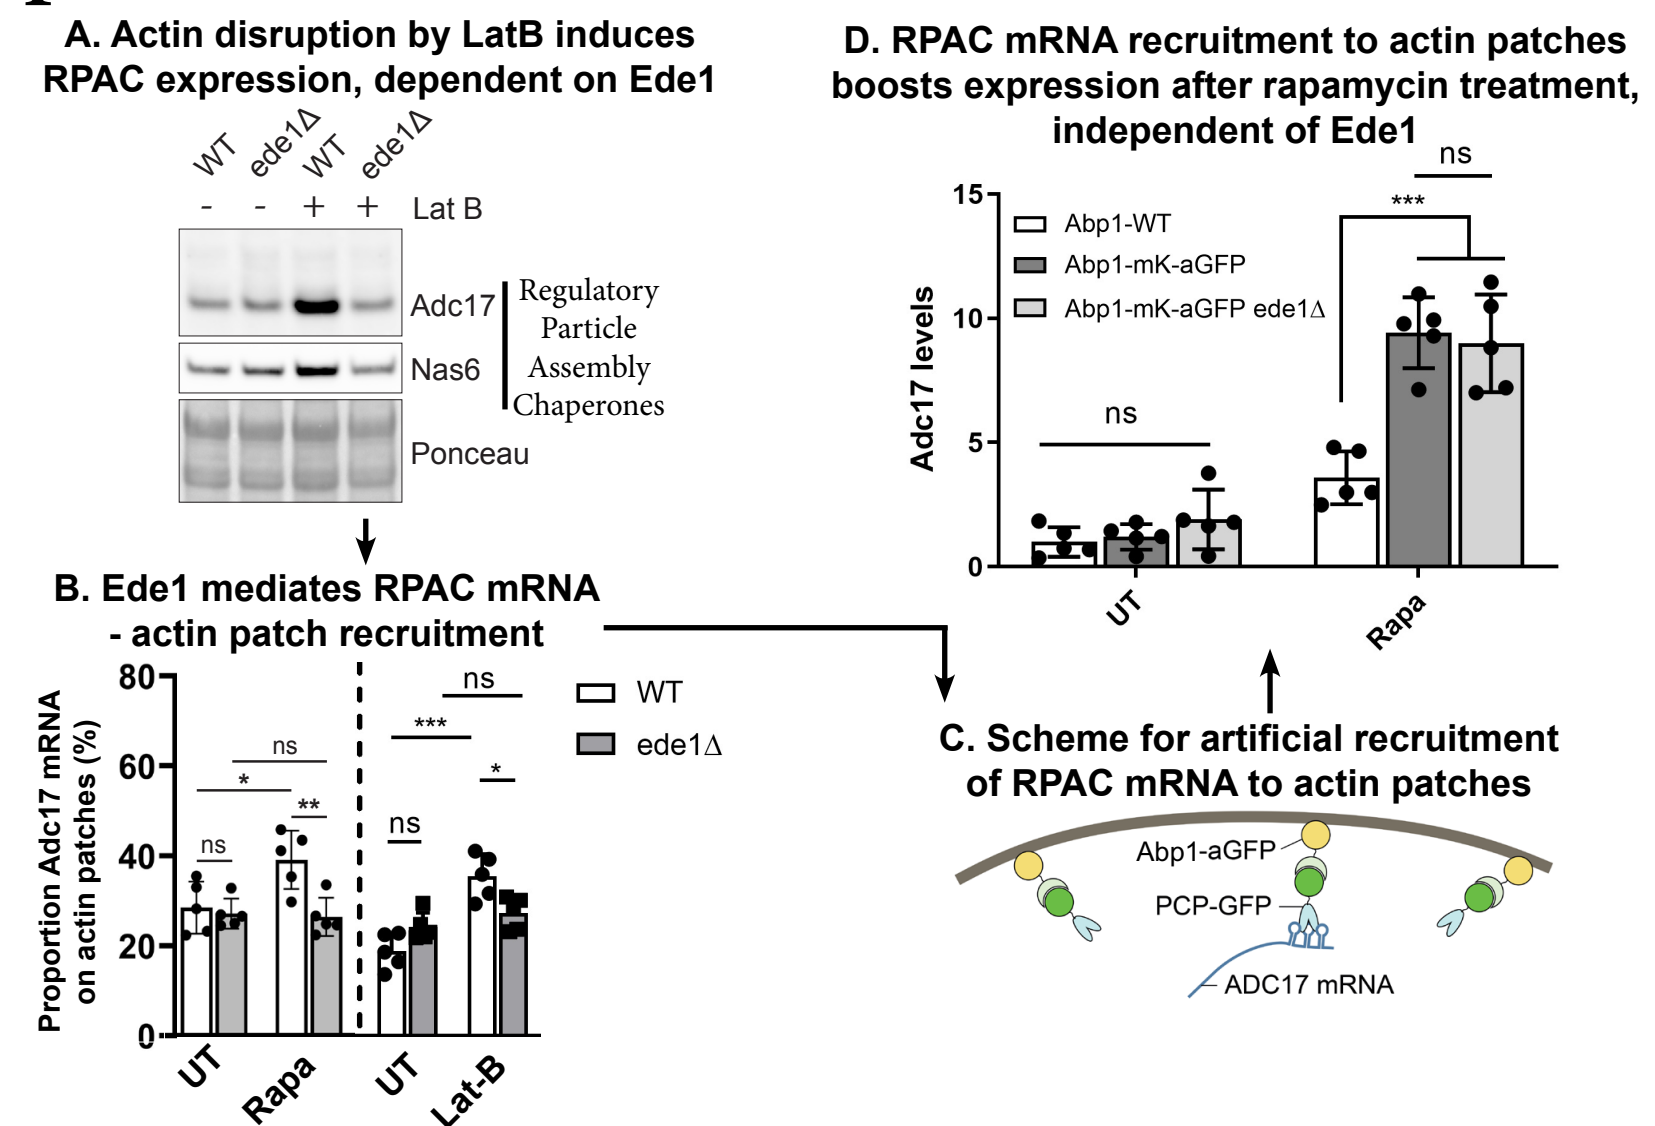 A. Actin disruption by LatB induces
RPAC expression, dependent on Ede1
WT ede1Δ WT ede1Δ
- - + + Lat B
Adc17
Nas6
Ponceau
Regulatory
Particle
Assembly
Chaperones
B. Ede1 mediates RPAC mRNA
- actin patch recruitment
Proportion Adc17 mRNA
on actin patches (%)
80
60
40
20
0
ns
*
ns
**
ns
***
ns
*
ns
UT Rapa UT Lat-B
WT
ede1Δ
C. Scheme for artificial recruitment
of RPAC mRNA to actin patches
Abp1-aGFP
PCP-GFP
ADC17 mRNA
D. RPAC mRNA recruitment to actin patches
boosts expression after rapamycin treatment,
independent of Ede1
Adc17 levels
15
10
5
0
Abp1-WT
Abp1-mK-aGFP
Abp1-mK-aGFP ede1Δ
ns
***
ns
UT Rapa